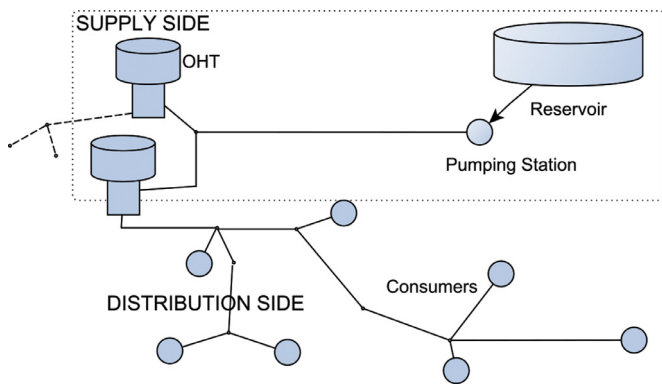 SUPPLY SIDE
OHT
Reservoir
Pumping Station
Consumers
DISTRIBUTION SIDE